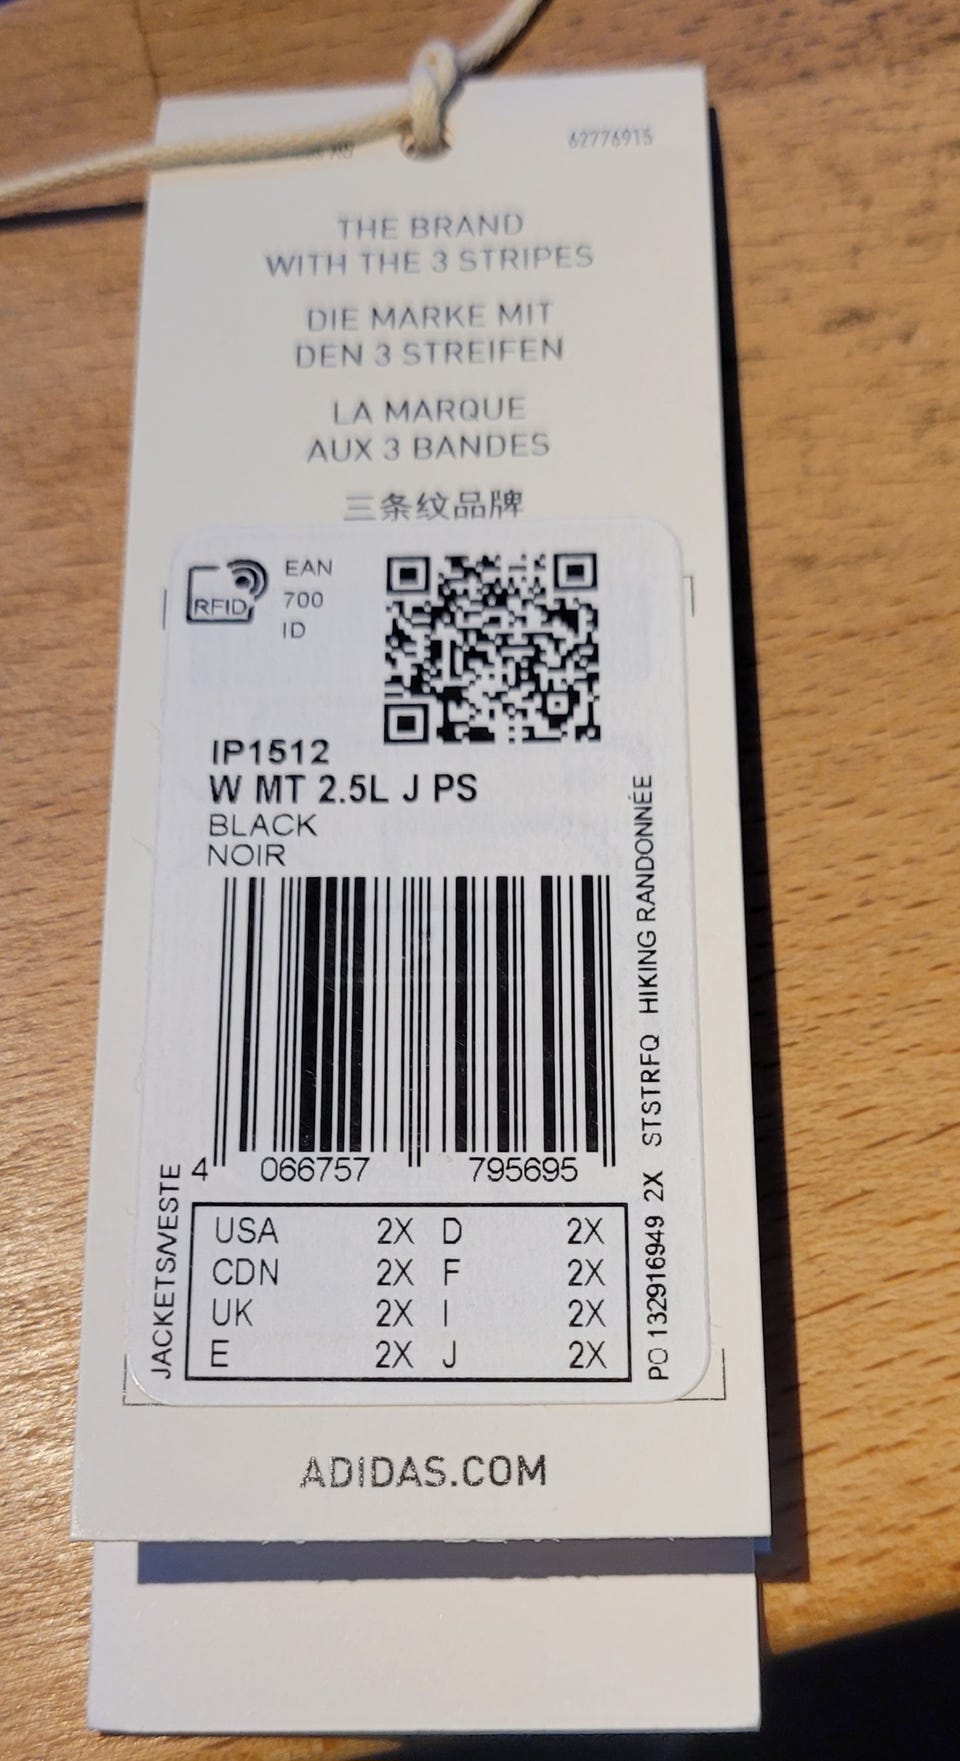 62776915
THE BRAND
WITH THE 3 STRIPES
DIE MARKE MIT
DEN 3 STREIFEN
LA MARQUE
AUX 3 BANDES
三条纹品牌
RFID
EAN
700
ID
IP1512
W MT 2.5L J PS
BLACK
NOIR
4 066757 795695
JACKETS/VESTE
PO 132916949 2X STSTRFQ HIKING RANDONNÉE
USA 2X D 2X
CDN 2X F 2X
UK 2X I 2X
E 2X J 2X
ADIDAS.COM